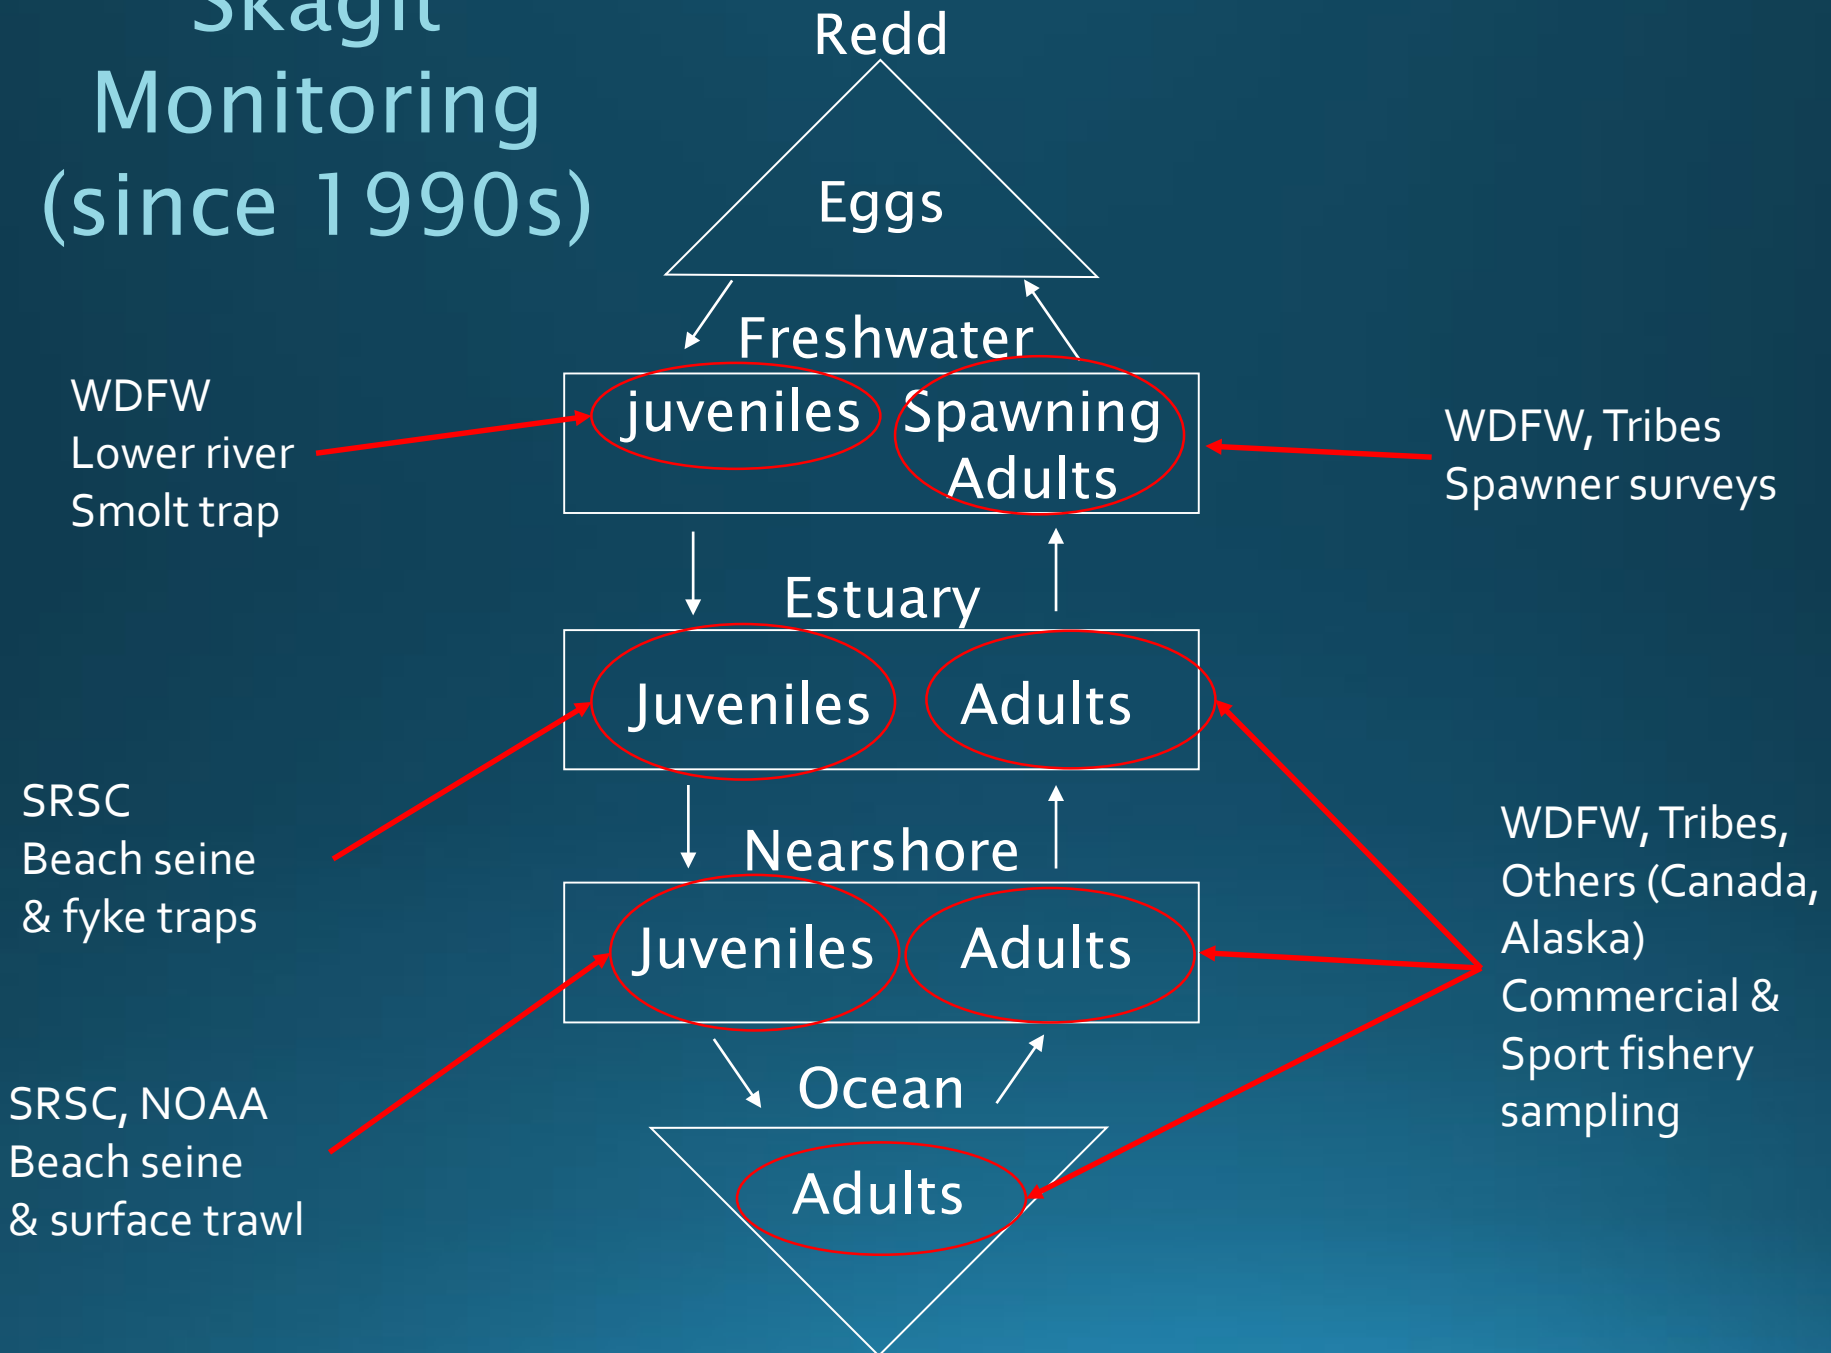 Skagit
Monitoring
(since 1990s)
Redd
Eggs
Freshwater
juveniles
Spawning
Adults
WDFW
Lower river
Smolt trap
WDFW, Tribes
Spawner surveys
Estuary
Juveniles
Adults
SRSC
Beach seine
& fyke traps
Nearshore
Juveniles
Adults
WDFW, Tribes,
Others (Canada,
Alaska)
Commercial &
Sport fishery
sampling
SRSC, NOAA
Beach seine
& surface trawl
Ocean
Adults